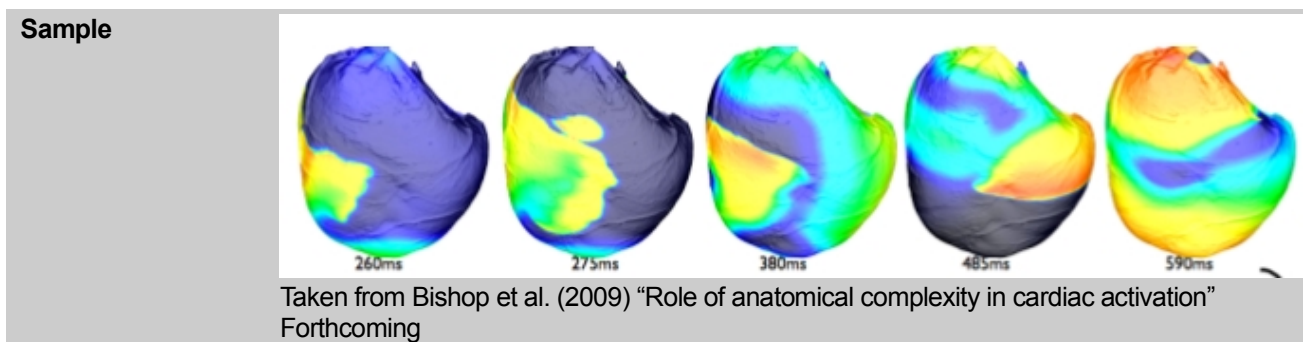 Sample
260ms 275ms 380ms 485ms 590ms
Taken from Bishop et al. (2009) “Role of anatomical complexity in cardiac activation”
Forthcoming